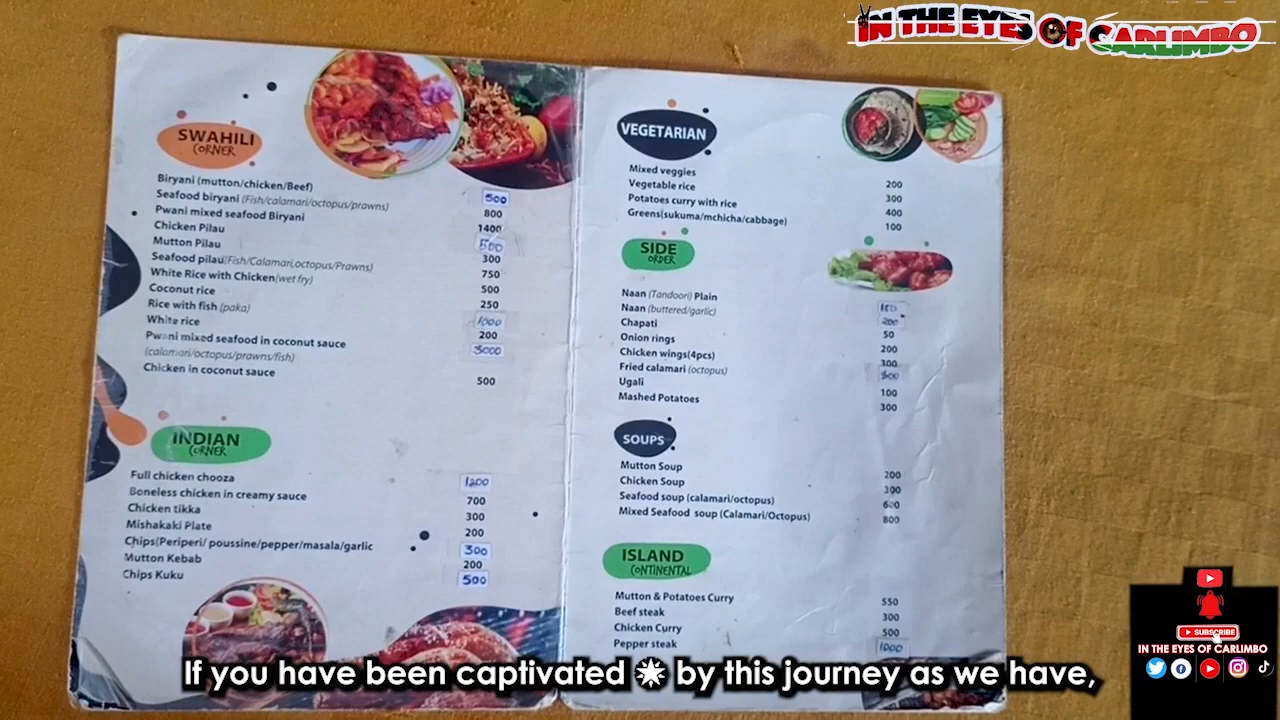 IN THE EYES OF CARLIMBO
SWAHILI
CORNER
Biryani (mutton/chicken/Beef) 500
Seafood biryani (Fish/calamari/octopus/prawns) 800
Pwani mixed seafood Biryani 1400
Chicken Pilau 500
Mutton Pilau 300
Seafood pilau(Fish/Calamari,octopus/Prawns) 750
White Rice with Chicken(wet fry) 500
Coconut rice 250
Rice with fish (paka) 1000
White rice 200
Pwani mixed seafood in coconut sauce 3000
(calamari/octopus/prawns/fish)
Chicken in coconut sauce 500
INDIAN
CORNER
Full chicken chooza 1200
Boneless chicken in creamy sauce 700
Chicken tikka 300
Mishakaki Plate 200
Chips(Periperi/ poussine/pepper/masala/garlic 300
Mutton Kebab 200
Chips Kuku 500
VEGETARIAN
Mixed veggies 200
Vegetable rice 300
Potatoes curry with rice 400
Greens(sukuma/mchicha/cabbage) 100
SIDE
ORDER
Naan (Tandoori) Plain
Naan (buttered/garlic) 200
Chapati 50
Onion rings 200
Chicken wings(4pcs) 300
Fried calamari (octopus)
Ugali 100
Mashed Potatoes 300
SOUPS
Mutton Soup 200
Chicken Soup 300
Seafood soup (calamari/octopus) 600
Mixed Seafood soup (Calamari/Octopus) 800
ISLAND
CONTINENTAL
Mutton & Potatoes Curry 550
Beef steak 300
Chicken Curry 500
Pepper steak 1000
If you have been captivated by this journey as we have,
SUBSCRIBE
IN THE EYES OF CARLIMBO